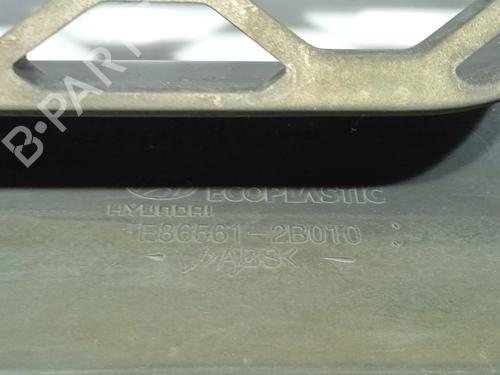 B-PARTS
ECOPLASTIC
HYUNDAI
E86561-2B010
>ABS<